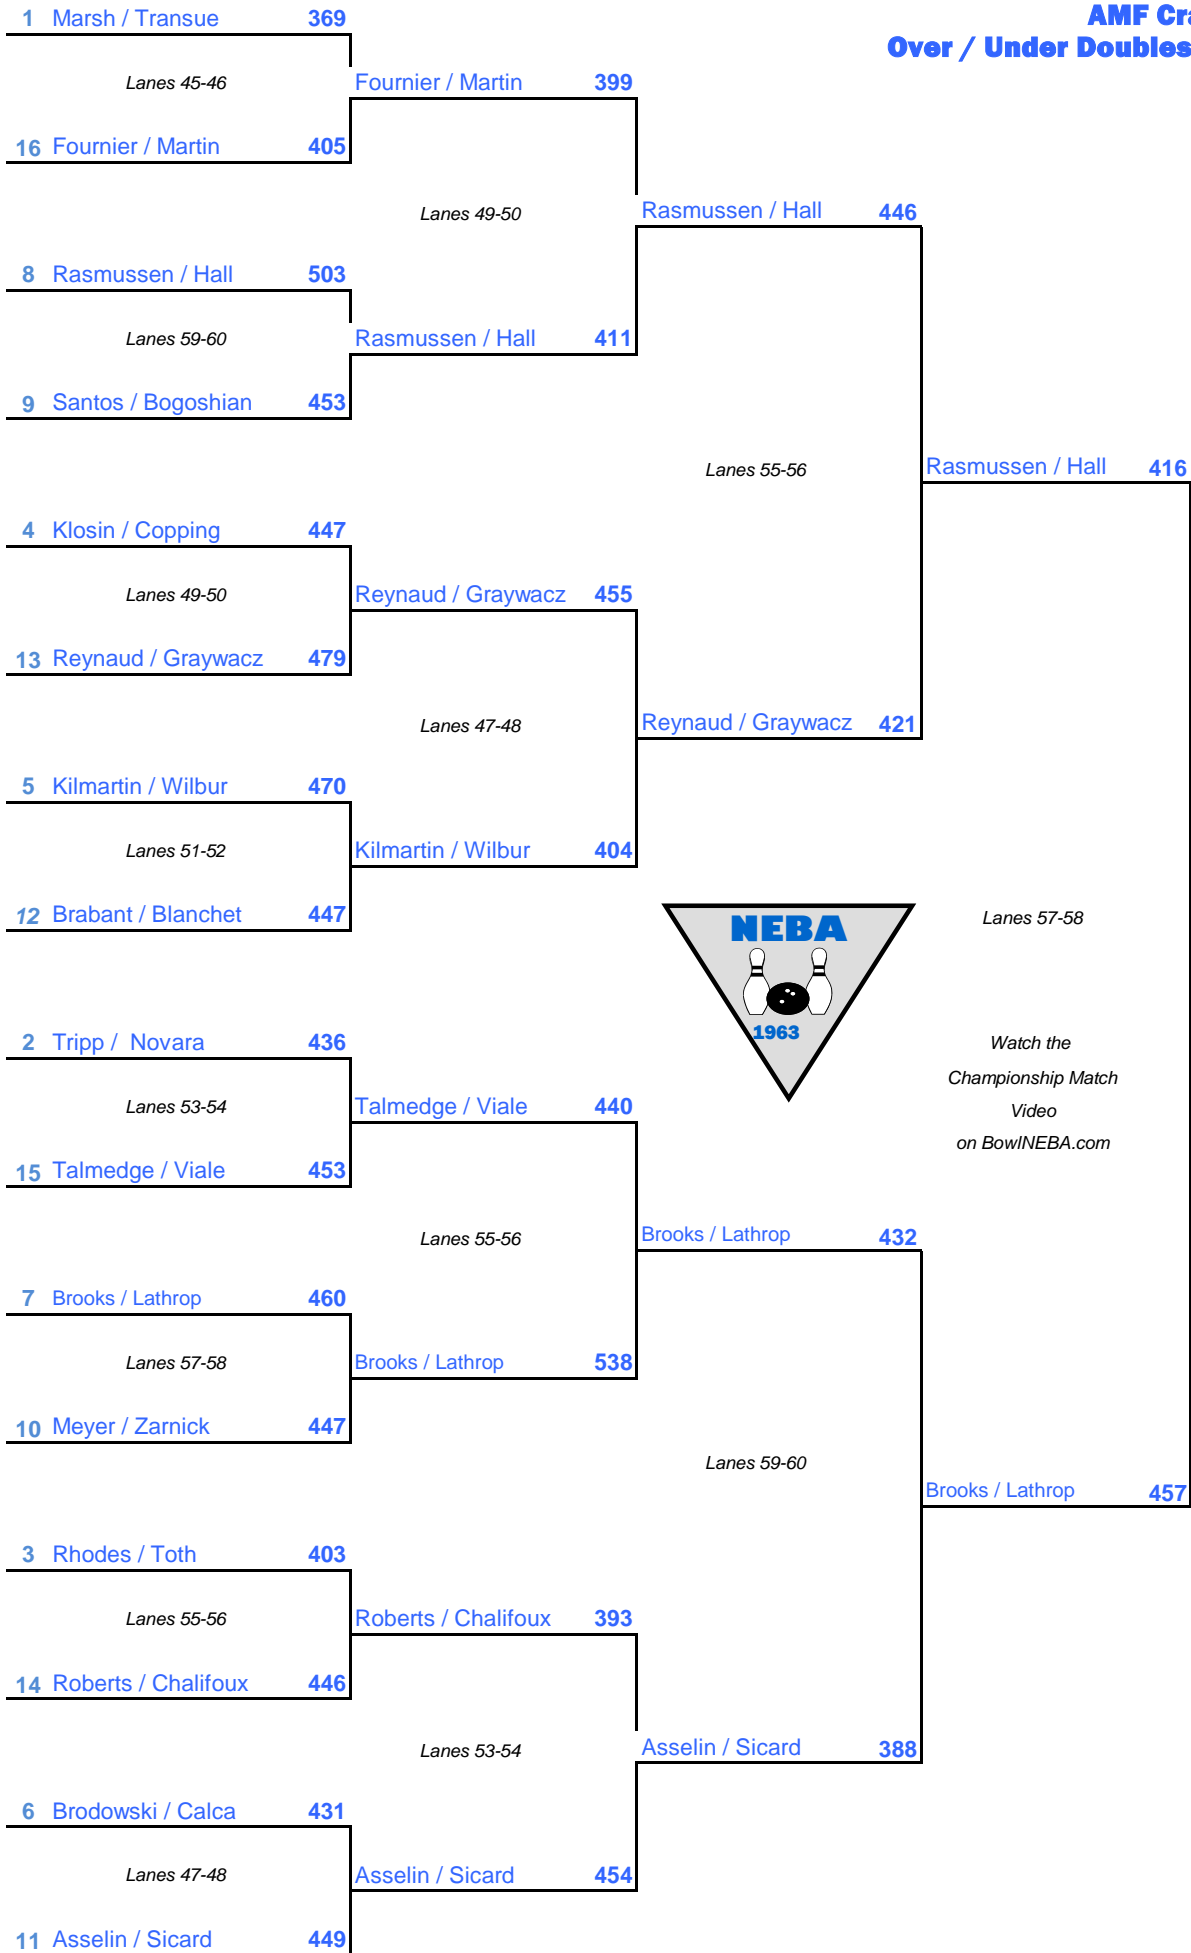 AMF Cra
Over / Under Doubles
1 Marsh / Transue 369
Lanes 45-46
Fournier / Martin 399
16 Fournier / Martin 405
Lanes 49-50
Rasmussen / Hall 446
8 Rasmussen / Hall 503
Lanes 59-60
Rasmussen / Hall 411
9 Santos / Bogoshian 453
Lanes 55-56
Rasmussen / Hall 416
4 Klosin / Copping 447
Lanes 49-50
Reynaud / Graywacz 455
13 Reynaud / Graywacz 479
Lanes 47-48
Reynaud / Graywacz 421
5 Kilmartin / Wilbur 470
Lanes 51-52
Kilmartin / Wilbur 404
12 Brabant / Blanchet 447
Lanes 57-58
NEBA
1963
2 Tripp / Novara 436
Watch the
Championship Match
Video
on BowlNEBA.com
Lanes 53-54
Talmedge / Viale 440
15 Talmedge / Viale 453
Lanes 55-56
Brooks / Lathrop 432
7 Brooks / Lathrop 460
Lanes 57-58
Brooks / Lathrop 538
10 Meyer / Zarnick 447
Lanes 59-60
Brooks / Lathrop 457
3 Rhodes / Toth 403
Lanes 55-56
Roberts / Chalifoux 393
14 Roberts / Chalifoux 446
Lanes 53-54
Asselin / Sicard 388
6 Brodowski / Calca 431
Lanes 47-48
Asselin / Sicard 454
11 Asselin / Sicard 449